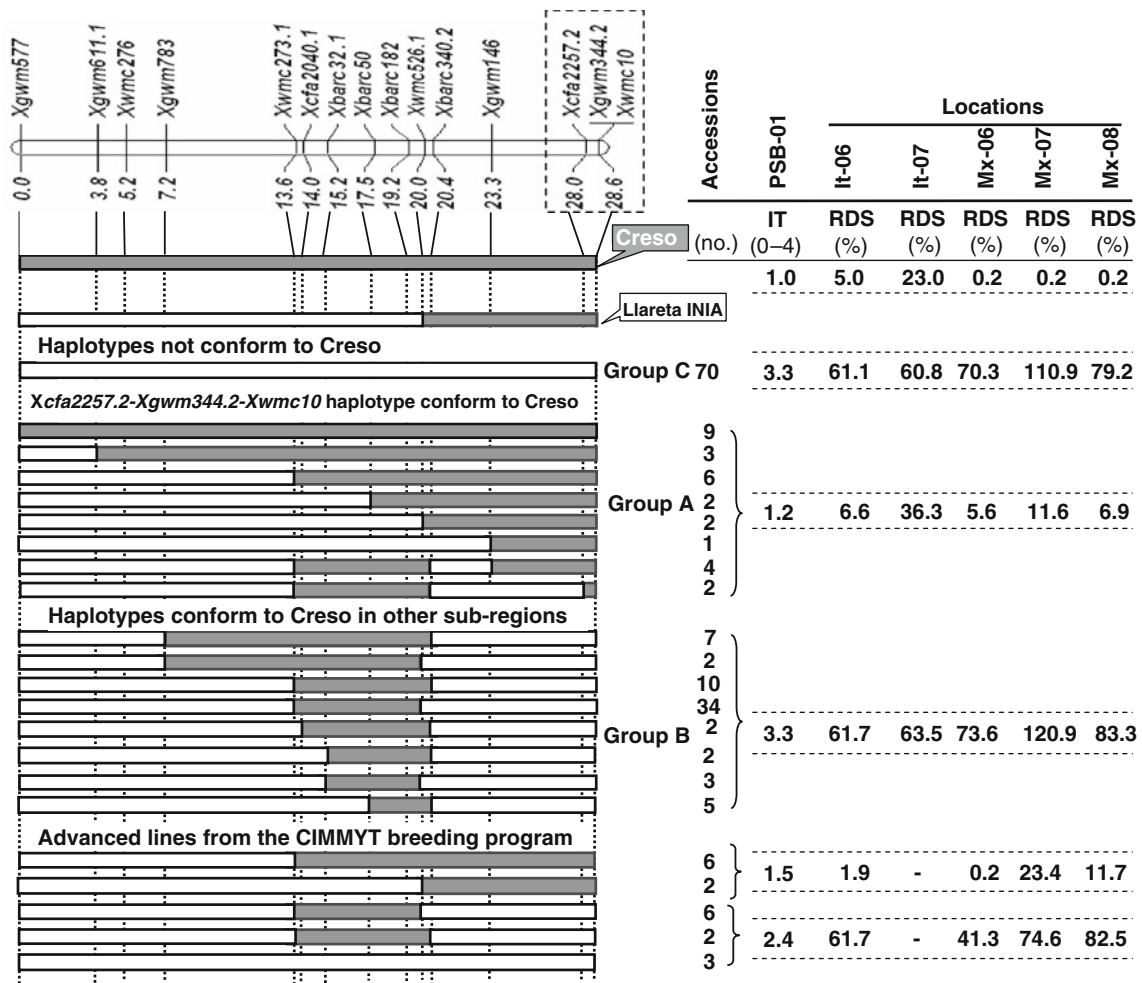 Xgwm577 Xgwm611.1 Xwmc276 Xgwm783 Xwmc273.1 Xcfa2040.1 Xbarc32.1 Xbarc50 Xbarc182 Xwmc526.1 Xbarc340.2 Xgwm146 Xcfa2257.2 Xgwm344.2 Xwmc10
0.0 3.8 5.2 7.2 13.6 14.0 15.2 17.5 19.2 20.0 20.4 23.3 28.0 28.6
Locations
Accessions PSB-01 It-06 It-07 Mx-06 Mx-07 Mx-08
IT RDS RDS RDS RDS RDS
Creso (no.) (0–4) (%) (%) (%) (%) (%)
1.0 5.0 23.0 0.2 0.2 0.2
Llareta INIA
Haplotypes not conform to Creso
Group C 70 3.3 61.1 60.8 70.3 110.9 79.2
Xcfa2257.2-Xgwm344.2-Xwmc10 haplotype conform to Creso
9
3
6
Group A 2 1.2 6.6 36.3 5.6 11.6 6.9
2
1
4
2
Haplotypes conform to Creso in other sub-regions
7
2
10
34
Group B 2 3.3 61.7 63.5 73.6 120.9 83.3
2
3
5
Advanced lines from the CIMMYT breeding program
6 1.5 1.9 - 0.2 23.4 11.7
2
6
2 2.4 61.7 - 41.3 74.6 82.5
3